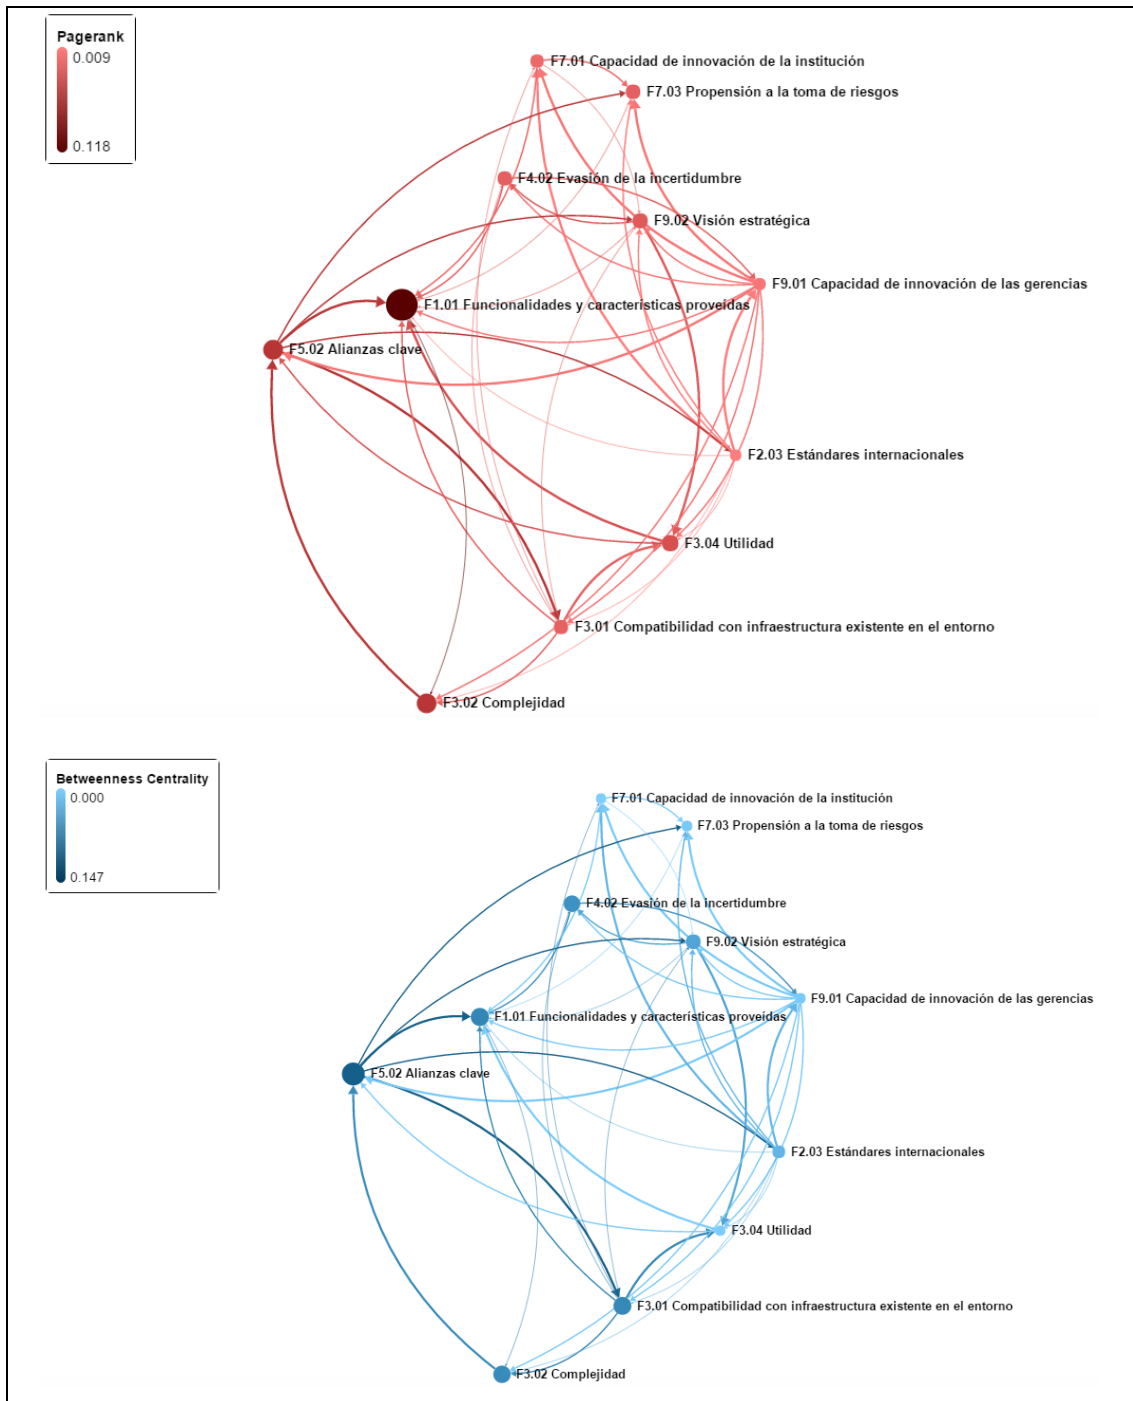 Pagerank
0.009
0.118
F7.01 Capacidad de innovación de la institución
F7.03 Propensión a la toma de riesgos
F4.02 Evasión de la incertidumbre
F9.02 Visión estratégica
F9.01 Capacidad de innovación de las gerencias
F1.01 Funcionalidades y características proveídas
F5.02 Alianzas clave
F2.03 Estándares internacionales
F3.04 Utilidad
F3.01 Compatibilidad con infraestructura existente en el entorno
F3.02 Complejidad
Betweenness Centrality
0.000
0.147
F7.01 Capacidad de innovación de la institución
F7.03 Propensión a la toma de riesgos
F4.02 Evasión de la incertidumbre
F9.02 Visión estratégica
F9.01 Capacidad de innovación de las gerencias
F1.01 Funcionalidades y características proveídas
F5.02 Alianzas clave
F2.03 Estándares internacionales
F3.04 Utilidad
F3.01 Compatibilidad con infraestructura existente en el entorno
F3.02 Complejidad